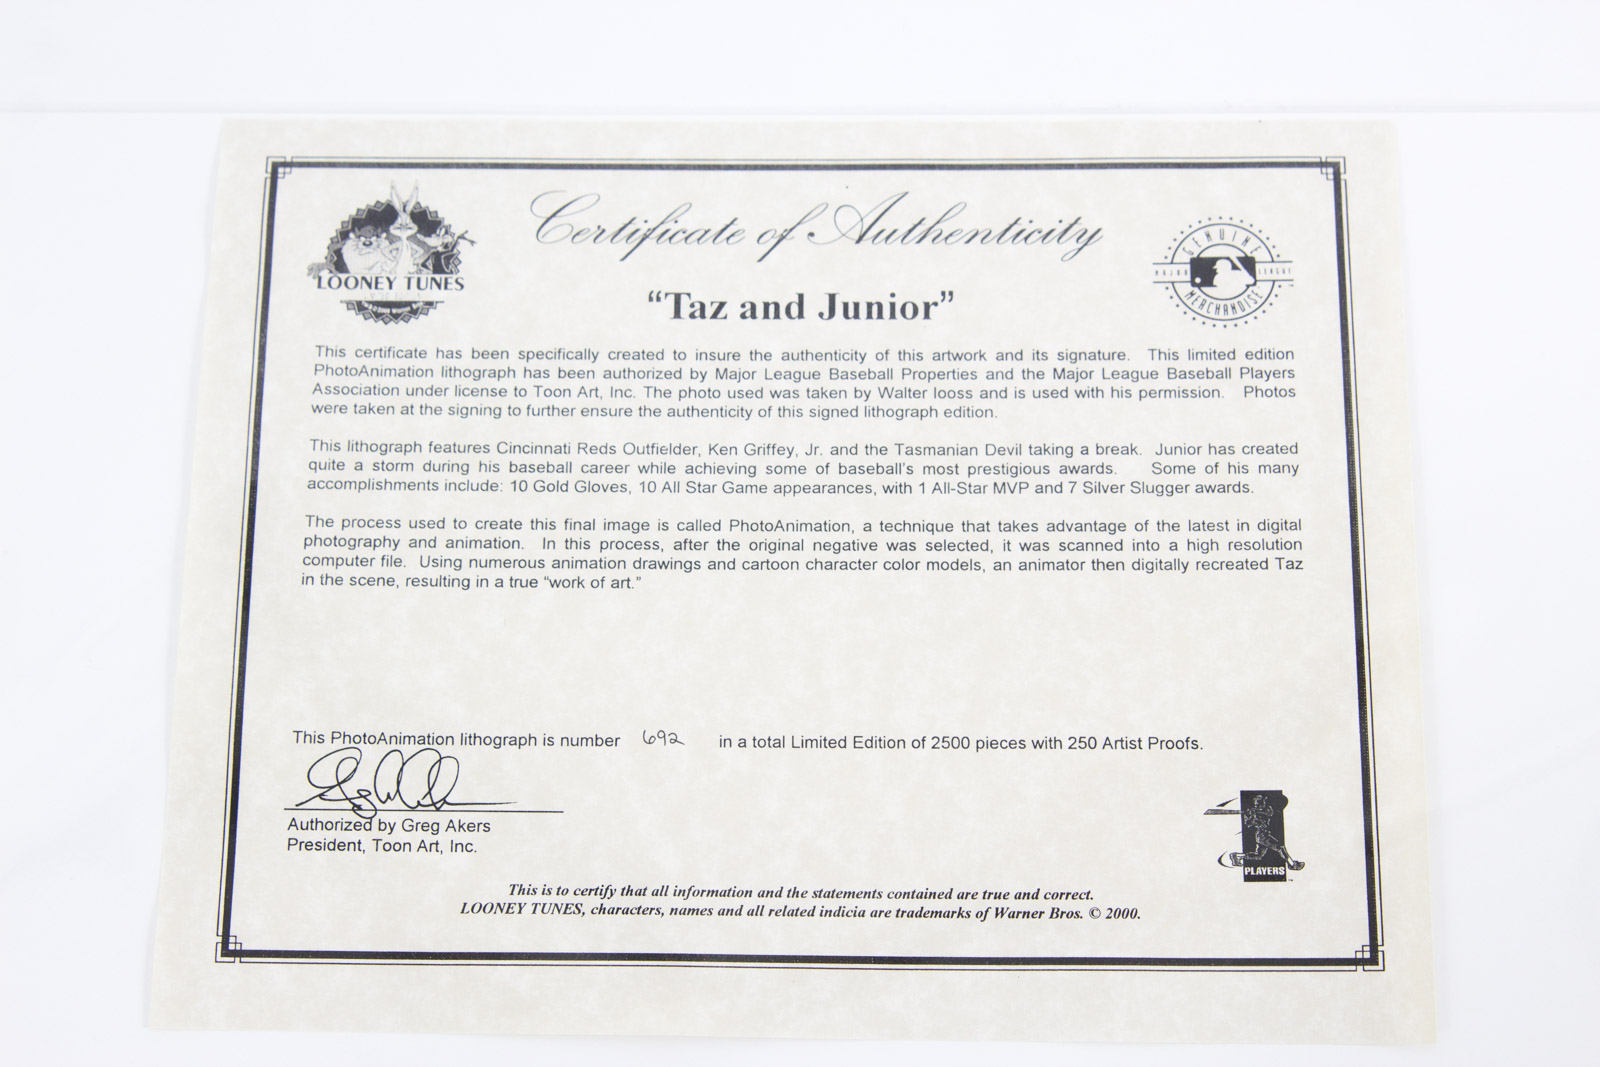 Certificate of Authenticity
LOONEY TUNES
GENUINE
MAJOR LEAGUE
MERCHANDISE
“Taz and Junior”
This certificate has been specifically created to insure the authenticity of this artwork and its signature. This limited edition
PhotoAnimation lithograph has been authorized by Major League Baseball Properties and the Major League Baseball Players
Association under license to Toon Art, Inc. The photo used was taken by Walter Iooss and is used with his permission. Photos
were taken at the signing to further ensure the authenticity of this signed lithograph edition.
This lithograph features Cincinnati Reds Outfielder, Ken Griffey, Jr. and the Tasmanian Devil taking a break. Junior has created
quite a storm during his baseball career while achieving some of baseball's most prestigious awards. Some of his many
accomplishments include: 10 Gold Gloves, 10 All Star Game appearances, with 1 All-Star MVP and 7 Silver Slugger awards.
The process used to create this final image is called PhotoAnimation, a technique that takes advantage of the latest in digital
photography and animation. In this process, after the original negative was selected, it was scanned into a high resolution
computer file. Using numerous animation drawings and cartoon character color models, an animator then digitally recreated Taz
in the scene, resulting in a true “work of art.”
This PhotoAnimation lithograph is number 692 in a total Limited Edition of 2500 pieces with 250 Artist Proofs.
Authorized by Greg Akers
President, Toon Art, Inc.
PLAYERS
This is to certify that all information and the statements contained are true and correct.
LOONEY TUNES, characters, names and all related indicia are trademarks of Warner Bros. © 2000.